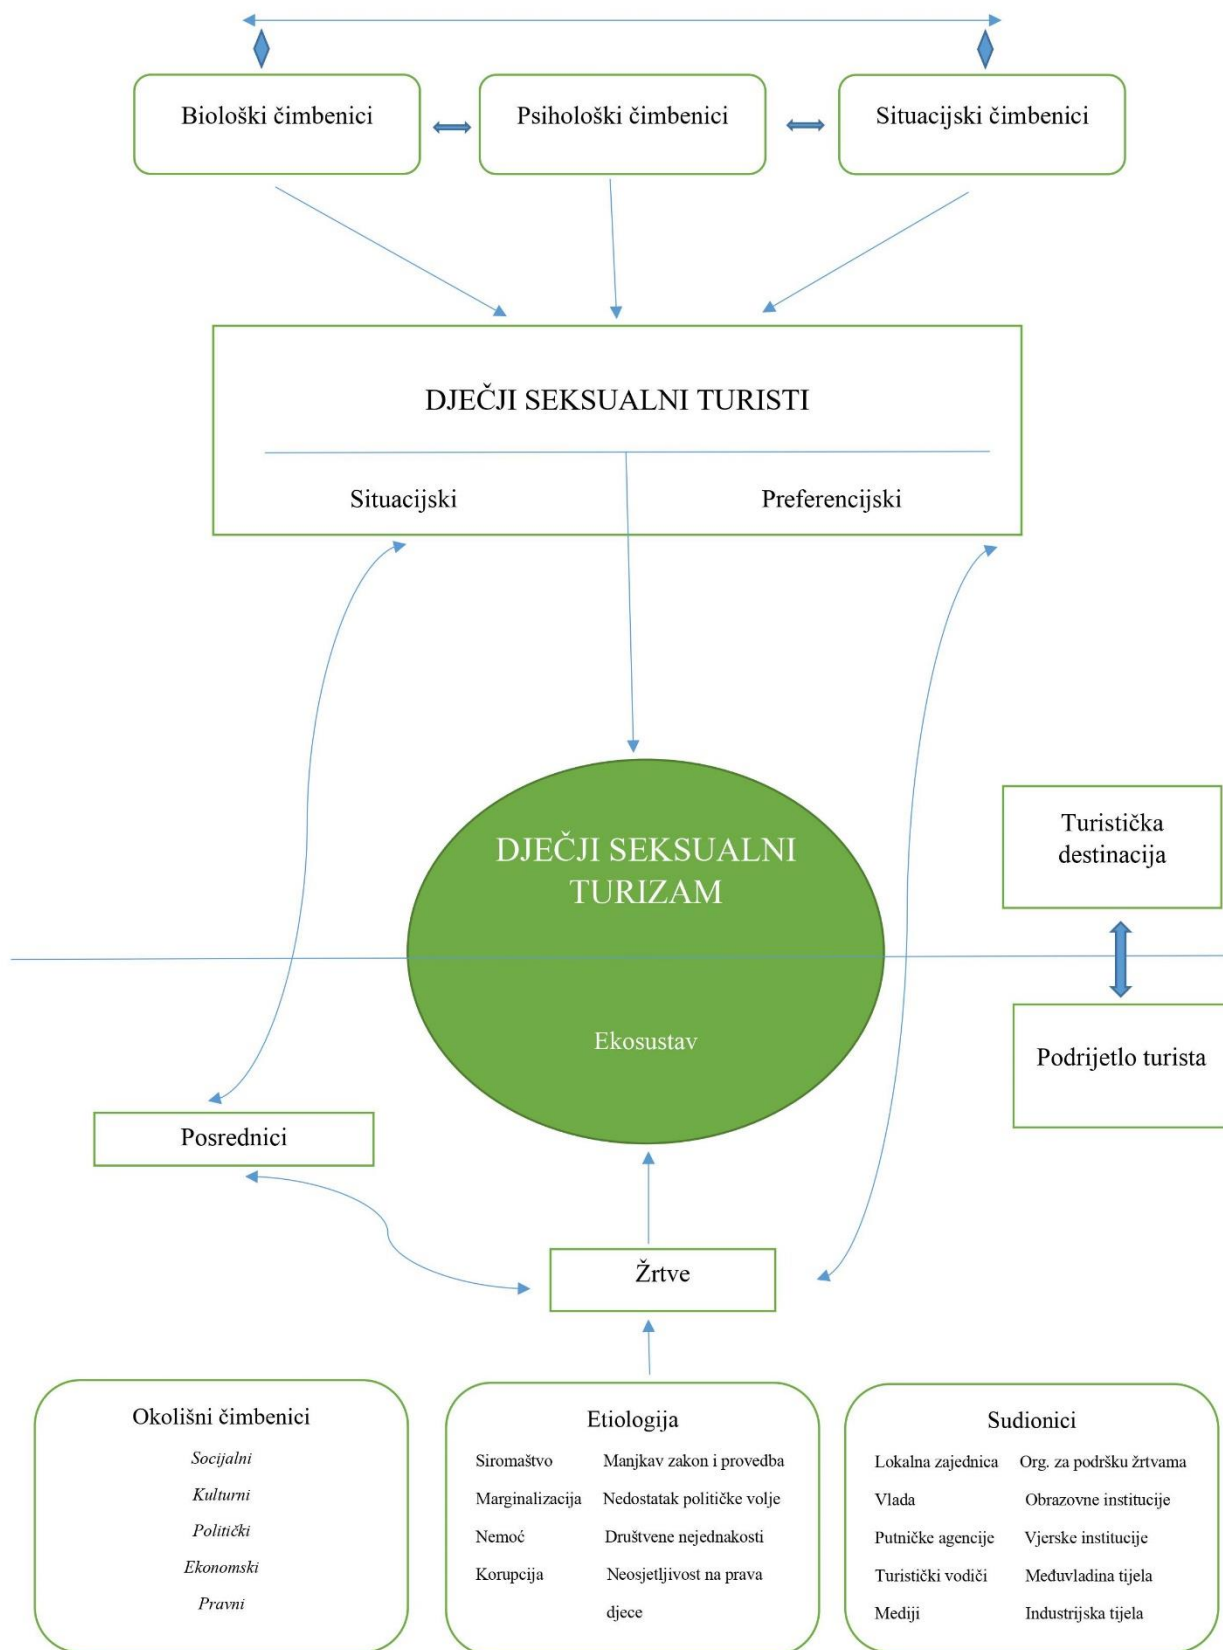 Biološki čimbenici
Psihološki čimbenici
Situacijski čimbenici
DJEČJI SEKSUALNI TURISTI
Situacijski
Preferencijski
DJEČJI SEKSUALNI
TURIZAM
Ekosustav
Turistička
destinacija
Podrijetlo turista
Posrednici
Žrtve
Okolišni čimbenici
Socijalni
Kulturni
Politički
Ekonomski
Pravni
Etiologija
Siromaštvo Manjkav zakon i provedba
Marginalizacija Nedostatak političke volje
Nemoć Društvene nejednakosti
Korupcija Neosjetljivost na prava
djece
Sudionici
Lokalna zajednica Org. za podršku žrtvama
Vlada Obrazovne institucije
Putničke agencije Vjerske institucije
Turistički vodiči Međuvladina tijela
Mediji Industrijska tijela